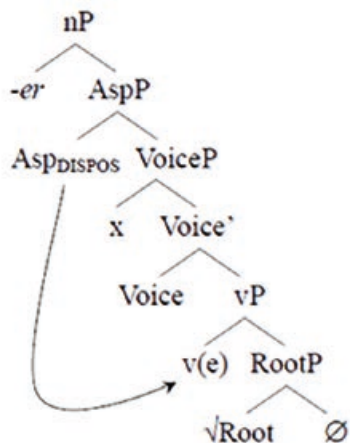 nP
-er AspP
AspDISPOS VoiceP
x Voice’
Voice vP
v(e) RootP
√Root ∅